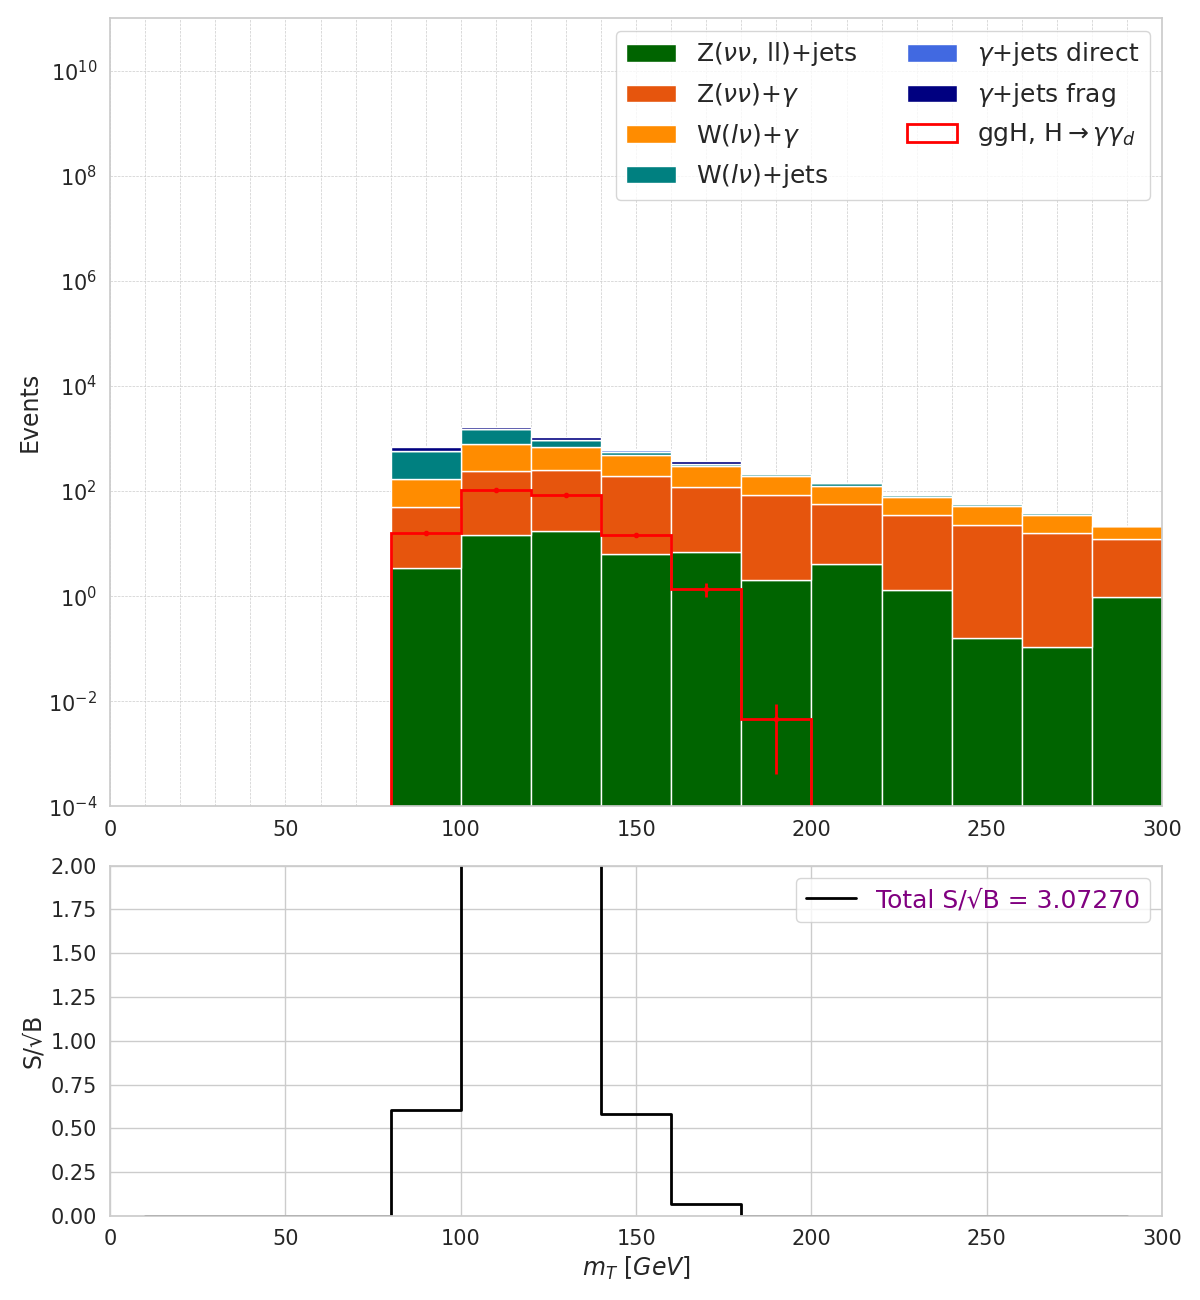 Z(νν, ll)+jets
Z(νν)+γ
W(lν)+γ
W(lν)+jets
γ+jets direct
γ+jets frag
ggH, H→γγ_d
Events
10^10
10^8
10^6
10^4
10^2
10^0
10^−2
10^−4
0 50 100 150 200 250 300
Total S/√B = 3.07270
S/√B
2.00
1.75
1.50
1.25
1.00
0.75
0.50
0.25
0.00
0 50 100 150 200 250 300
m_T [GeV]